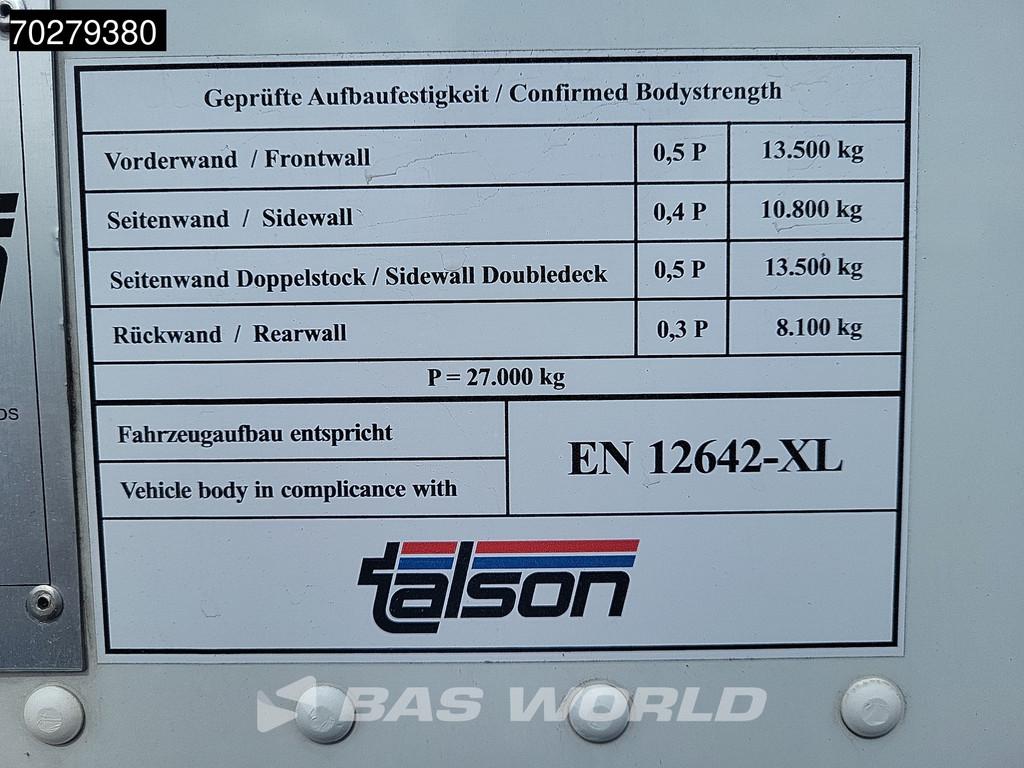 70279380
Geprüfte Aufbaufestigkeit / Confirmed Bodystrength
Vorderwand / Frontwall 0,5 P 13.500 kg
Seitenwand / Sidewall 0,4 P 10.800 kg
Seitenwand Doppelstock / Sidewall Doubledeck 0,5 P 13.500 kg
Rückwand / Rearwall 0,3 P 8.100 kg
P = 27.000 kg
Fahrzeugaufbau entspricht
EN 12642-XL
Vehicle body in complicance with
talson
BAS WORLD